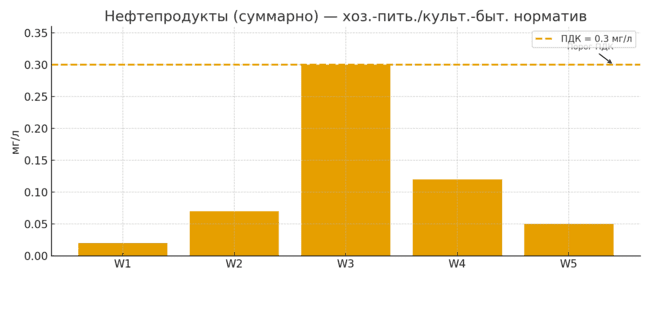 Нефтепродукты (суммарно) — хоз.-пить./культ.-быт. норматив
0.35
ПДК = 0.3 мг/л
0.30
0.25
0.20
мг/л
0.15
0.10
0.05
0.00
W1 W2 W3 W4 W5